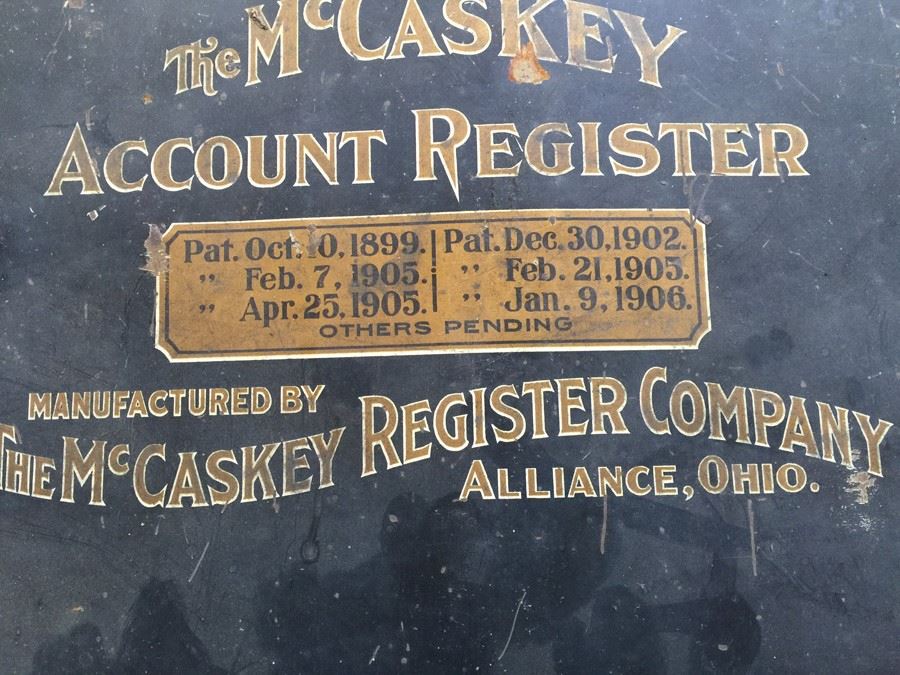 The McCASKEY
ACCOUNT REGISTER
Pat. Oct. 10, 1899. Pat. Dec. 30, 1902.
,, Feb. 7, 1905. ,, Feb. 21, 1905.
,, Apr. 25, 1905. ,, Jan. 9, 1906.
OTHERS PENDING
MANUFACTURED BY
THE McCASKEY REGISTER COMPANY
ALLIANCE, OHIO.